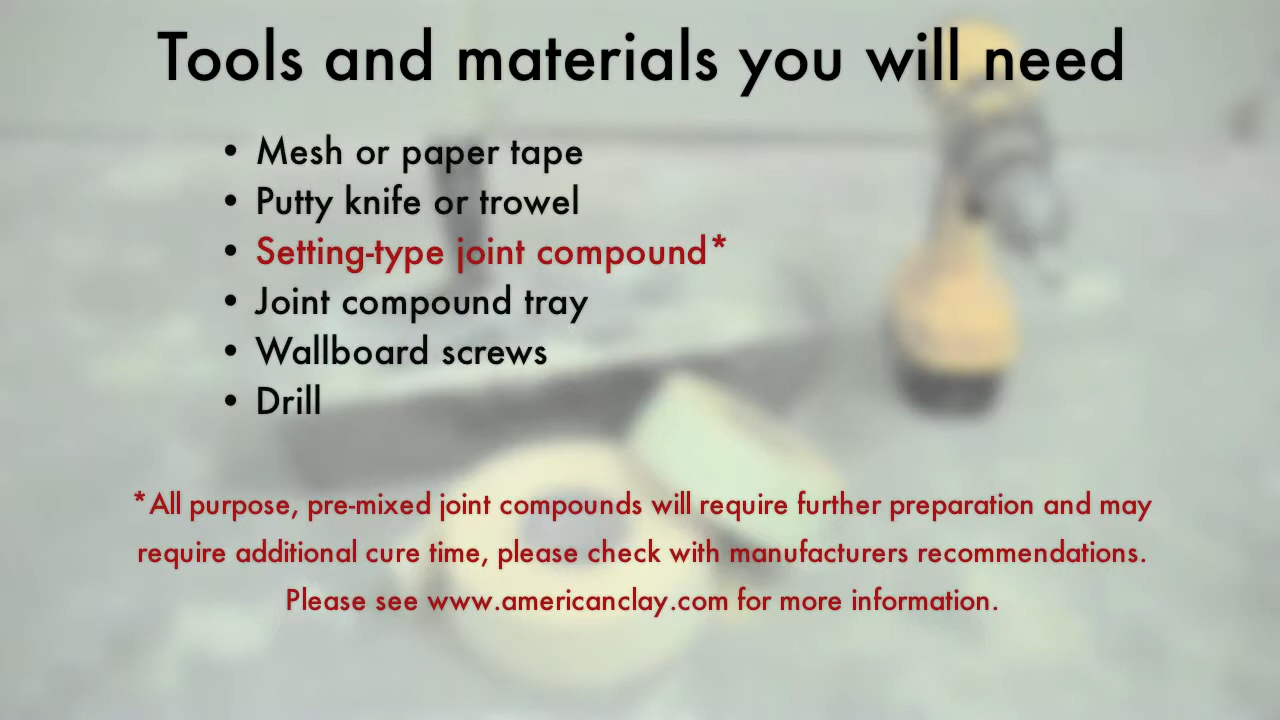 Tools and materials you will need
• Mesh or paper tape
• Putty knife or trowel
• Setting-type joint compound*
• Joint compound tray
• Wallboard screws
• Drill
*All purpose, pre-mixed joint compounds will require further preparation and may
require additional cure time, please check with manufacturers recommendations.
Please see www.americanclay.com for more information.